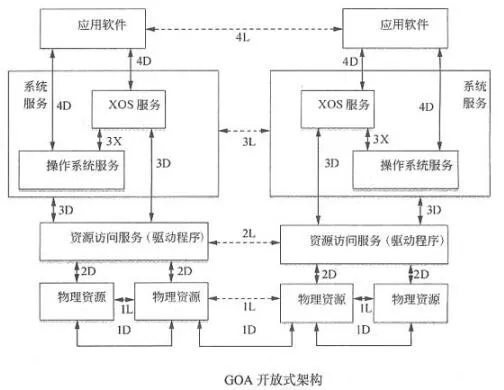 应用软件
4L
应用软件
4D
4D
4D
4D
系统
服务
XOS 服务
3X
操作系统服务
3D
3L
XOS 服务
系统
服务
3X
操作系统服务
3D
3D
3D
资源访问服务(驱动程序)
2L
资源访问服务(驱动程序)
2D
2D
2D
2D
物理资源
1L
物理资源
1L
物理资源
1L
物理资源
1D
1D
1D
GOA 开放式架构